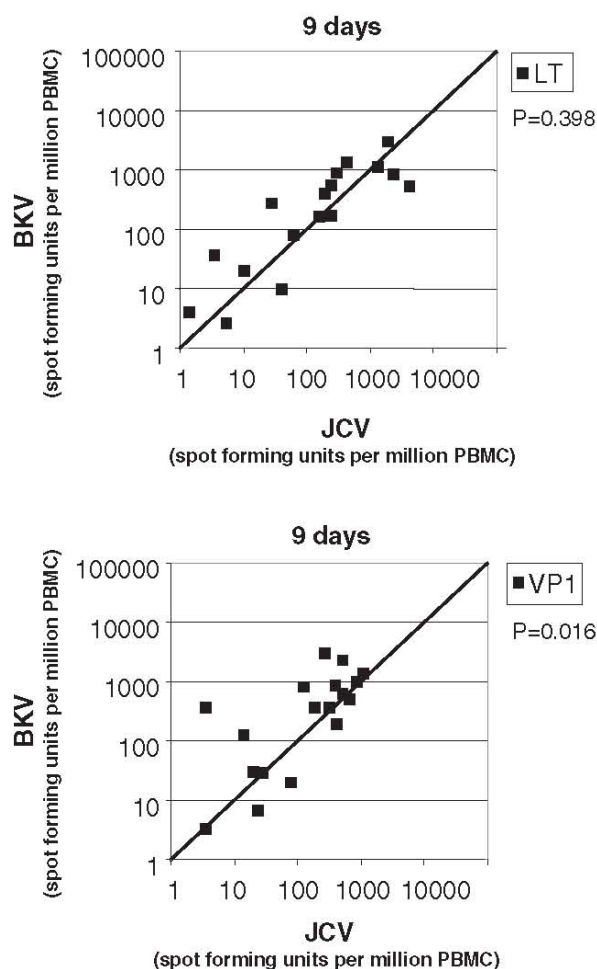 9 days
100000
10000
1000
100
10
1
BKV
(spot forming units per million PBMC)
1 10 100 1000 10000
JCV
(spot forming units per million PBMC)
LT
P=0.398
9 days
100000
10000
1000
100
10
1
BKV
(spot forming units per million PBMC)
1 10 100 1000 10000
JCV
(spot forming units per million PBMC)
VP1
P=0.016